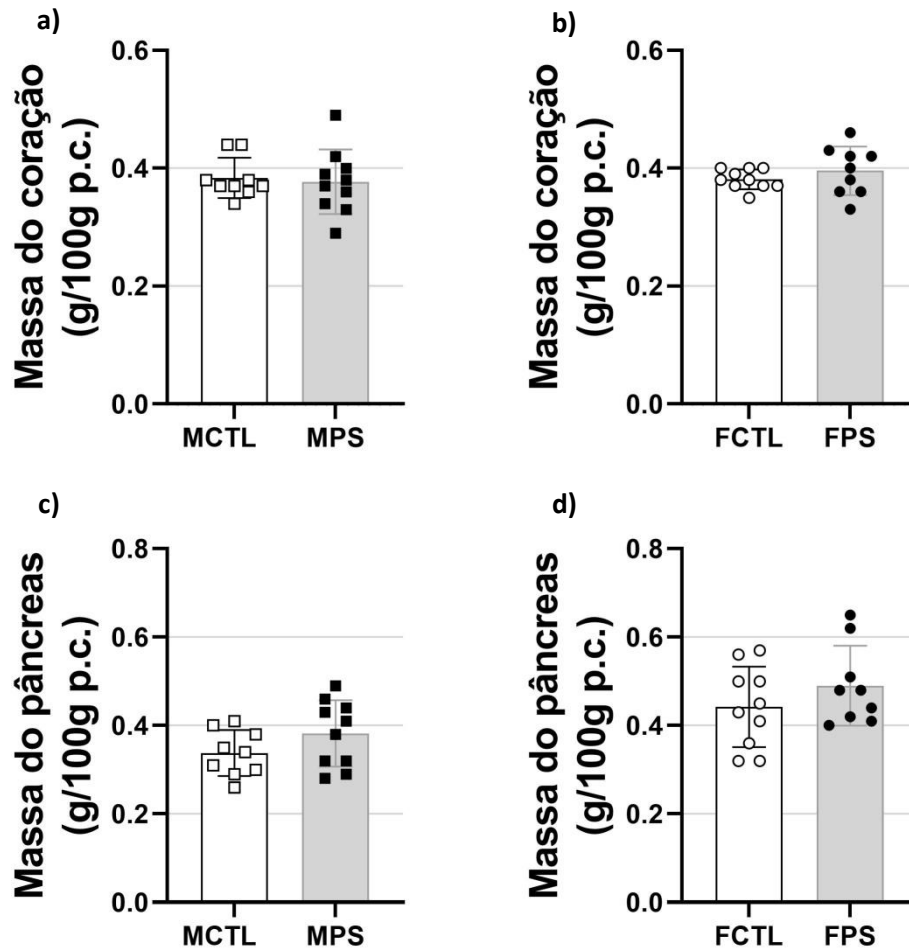 a)
Massa do coração
(g/100g p.c.)
0.6
0.4
0.2
0.0
MCTL MPS
b)
Massa do coração
(g/100g p.c.)
0.6
0.4
0.2
0.0
FCTL FPS
c)
Massa do pâncreas
(g/100g p.c.)
0.8
0.6
0.4
0.2
0.0
MCTL MPS
d)
Massa do pâncreas
(g/100g p.c.)
0.8
0.6
0.4
0.2
0.0
FCTL FPS